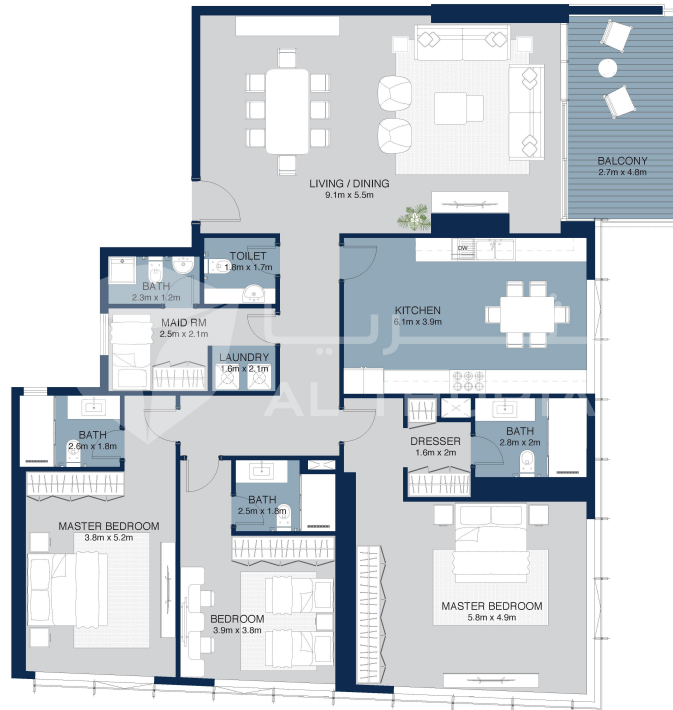 BALCONY
2.7m x 4.8m
LIVING / DINING
9.1m x 5.5m
TOILET
1.8m x 1.7m
DW
BATH
2.3m x 1.2m
KITCHEN
6.1m x 3.9m
MAID RM
2.5m x 2.1m
LAUNDRY
1.6m x 2.1m
BATH
2.6m x 1.8m
DRESSER
1.6m x 2m
BATH
2.8m x 2m
BATH
2.5m x 1.8m
MASTER BEDROOM
3.8m x 5.2m
BEDROOM
3.9m x 3.8m
MASTER BEDROOM
5.8m x 4.9m